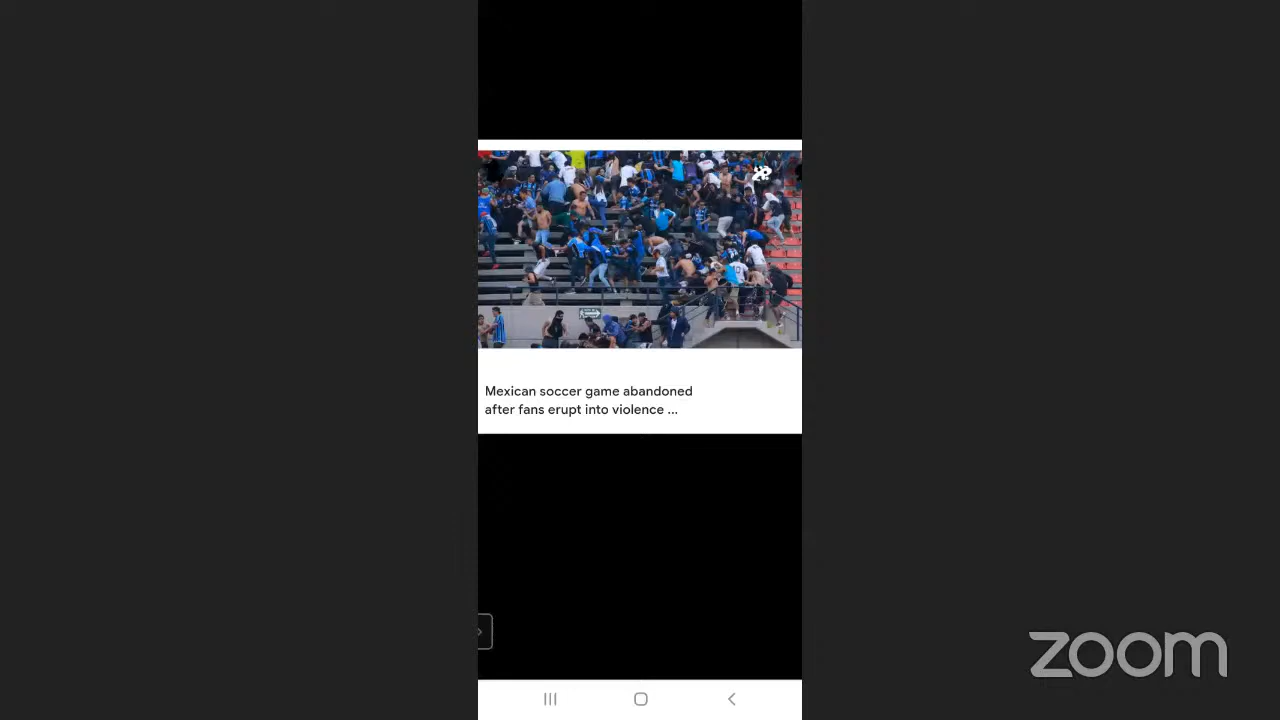 Mexican soccer game abandoned
after fans erupt into violence ...
zoom